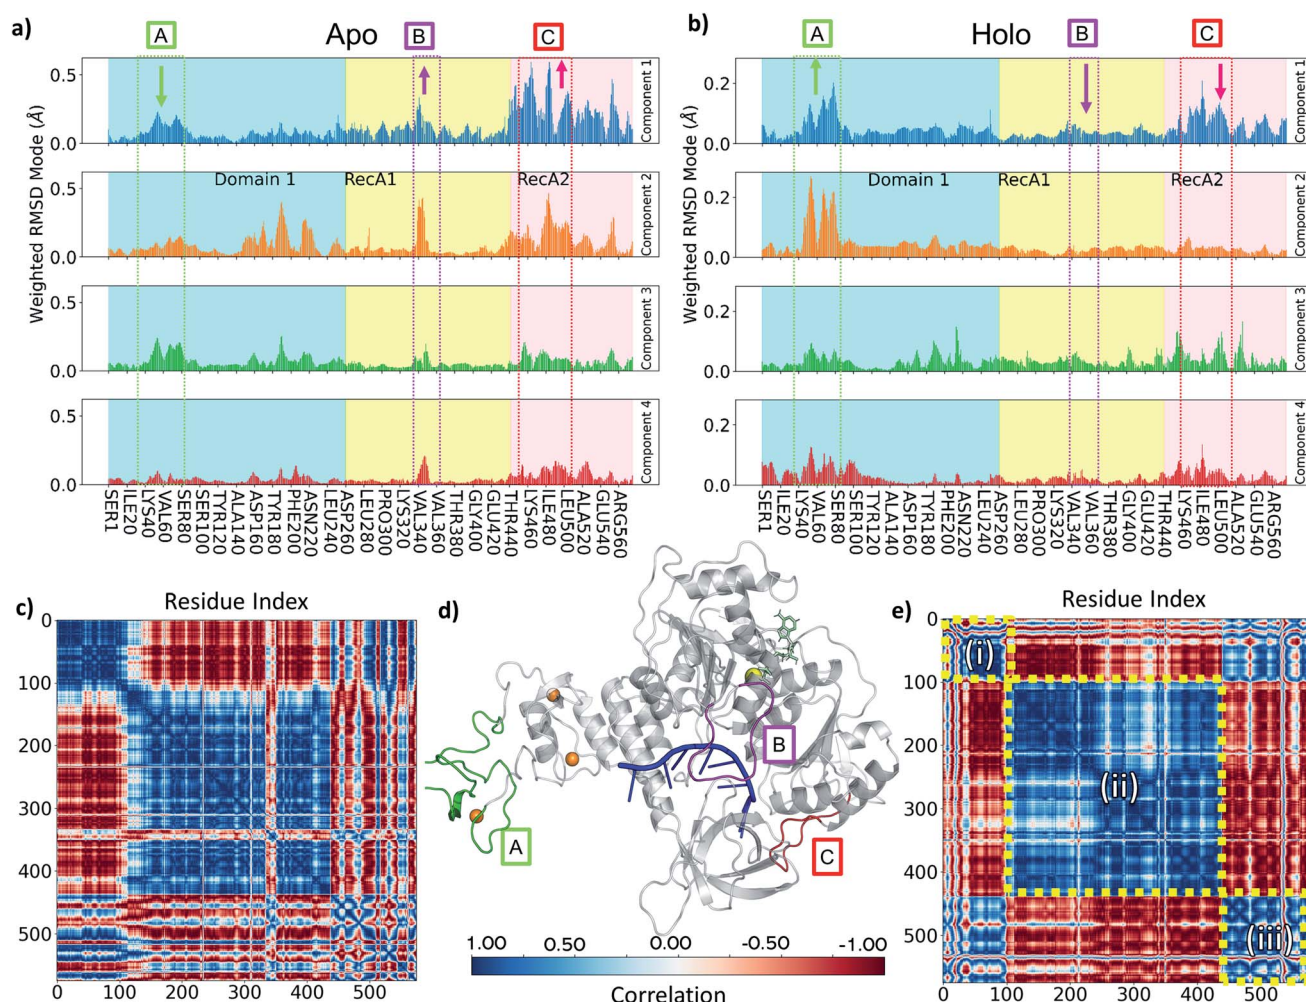 a)
A
Apo
B
C
Weighted RMSD Mode (Å)
0.5
0.0
Component 1
0.5
0.0
Domain 1
RecA1
RecA2
Component 2
0.5
0.0
Component 3
0.5
0.0
Component 4
SER1
ILE20
LYS40
VAL60
SER80
SER100
TYR120
ALA140
ASP160
TYR180
PHE200
ASN220
LEU240
ASP260
LEU280
PRO300
LYS320
VAL340
VAL360
THR380
GLY400
GLU420
THR440
LYS460
ILE480
LEU500
ALA520
GLU540
ARG560
b)
A
Holo
B
C
Weighted RMSD Mode (Å)
0.2
0.0
Component 1
0.2
0.0
Domain 1
RecA1
RecA2
Component 2
0.2
0.0
Component 3
0.2
0.0
Component 4
SER1
ILE20
LYS40
VAL60
SER80
SER100
TYR120
ALA140
ASP160
TYR180
PHE200
ASN220
LEU240
ASP260
LEU280
PRO300
LYS320
VAL340
VAL360
THR380
GLY400
GLU420
THR440
LYS460
ILE480
LEU500
ALA520
GLU540
ARG560
c)
Residue Index
0
100
200
300
400
500
0 100 200 300 400 500
d)
A
B
C
1.00 0.50 0.00 -0.50 -1.00
Correlation
e)
Residue Index
0
100
200
300
400
500
(i)
(ii)
(iii)
0 100 200 300 400 500